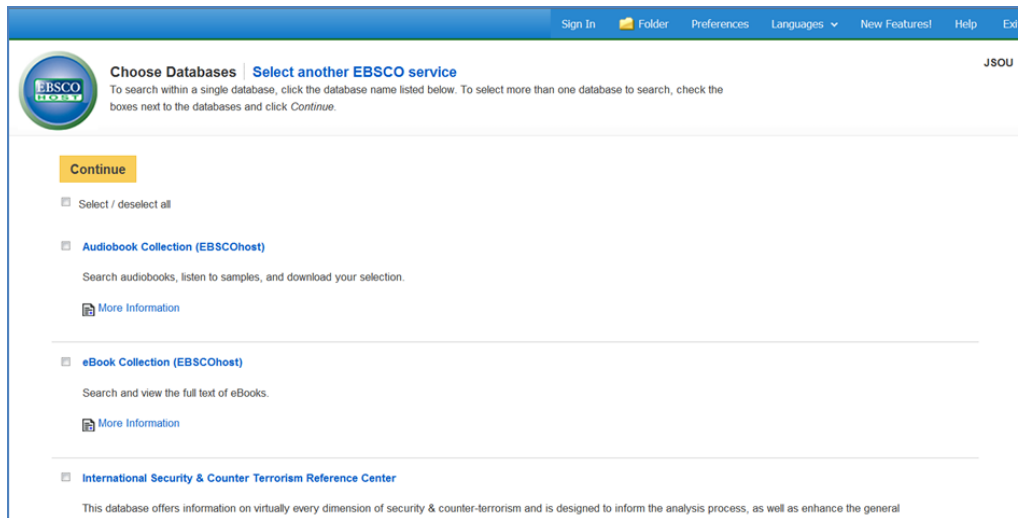 Sign In Folder Preferences Languages New Features! Help Exi
JSOU
EBSCO
HOST
Choose Databases Select another EBSCO service
To search within a single database, click the database name listed below. To select more than one database to search, check the
boxes next to the databases and click Continue.
Continue
Select / deselect all
Audiobook Collection (EBSCOhost)
Search audiobooks, listen to samples, and download your selection.
More Information
eBook Collection (EBSCOhost)
Search and view the full text of eBooks.
More Information
International Security & Counter Terrorism Reference Center
This database offers information on virtually every dimension of security & counter-terrorism and is designed to inform the analysis process, as well as enhance the general